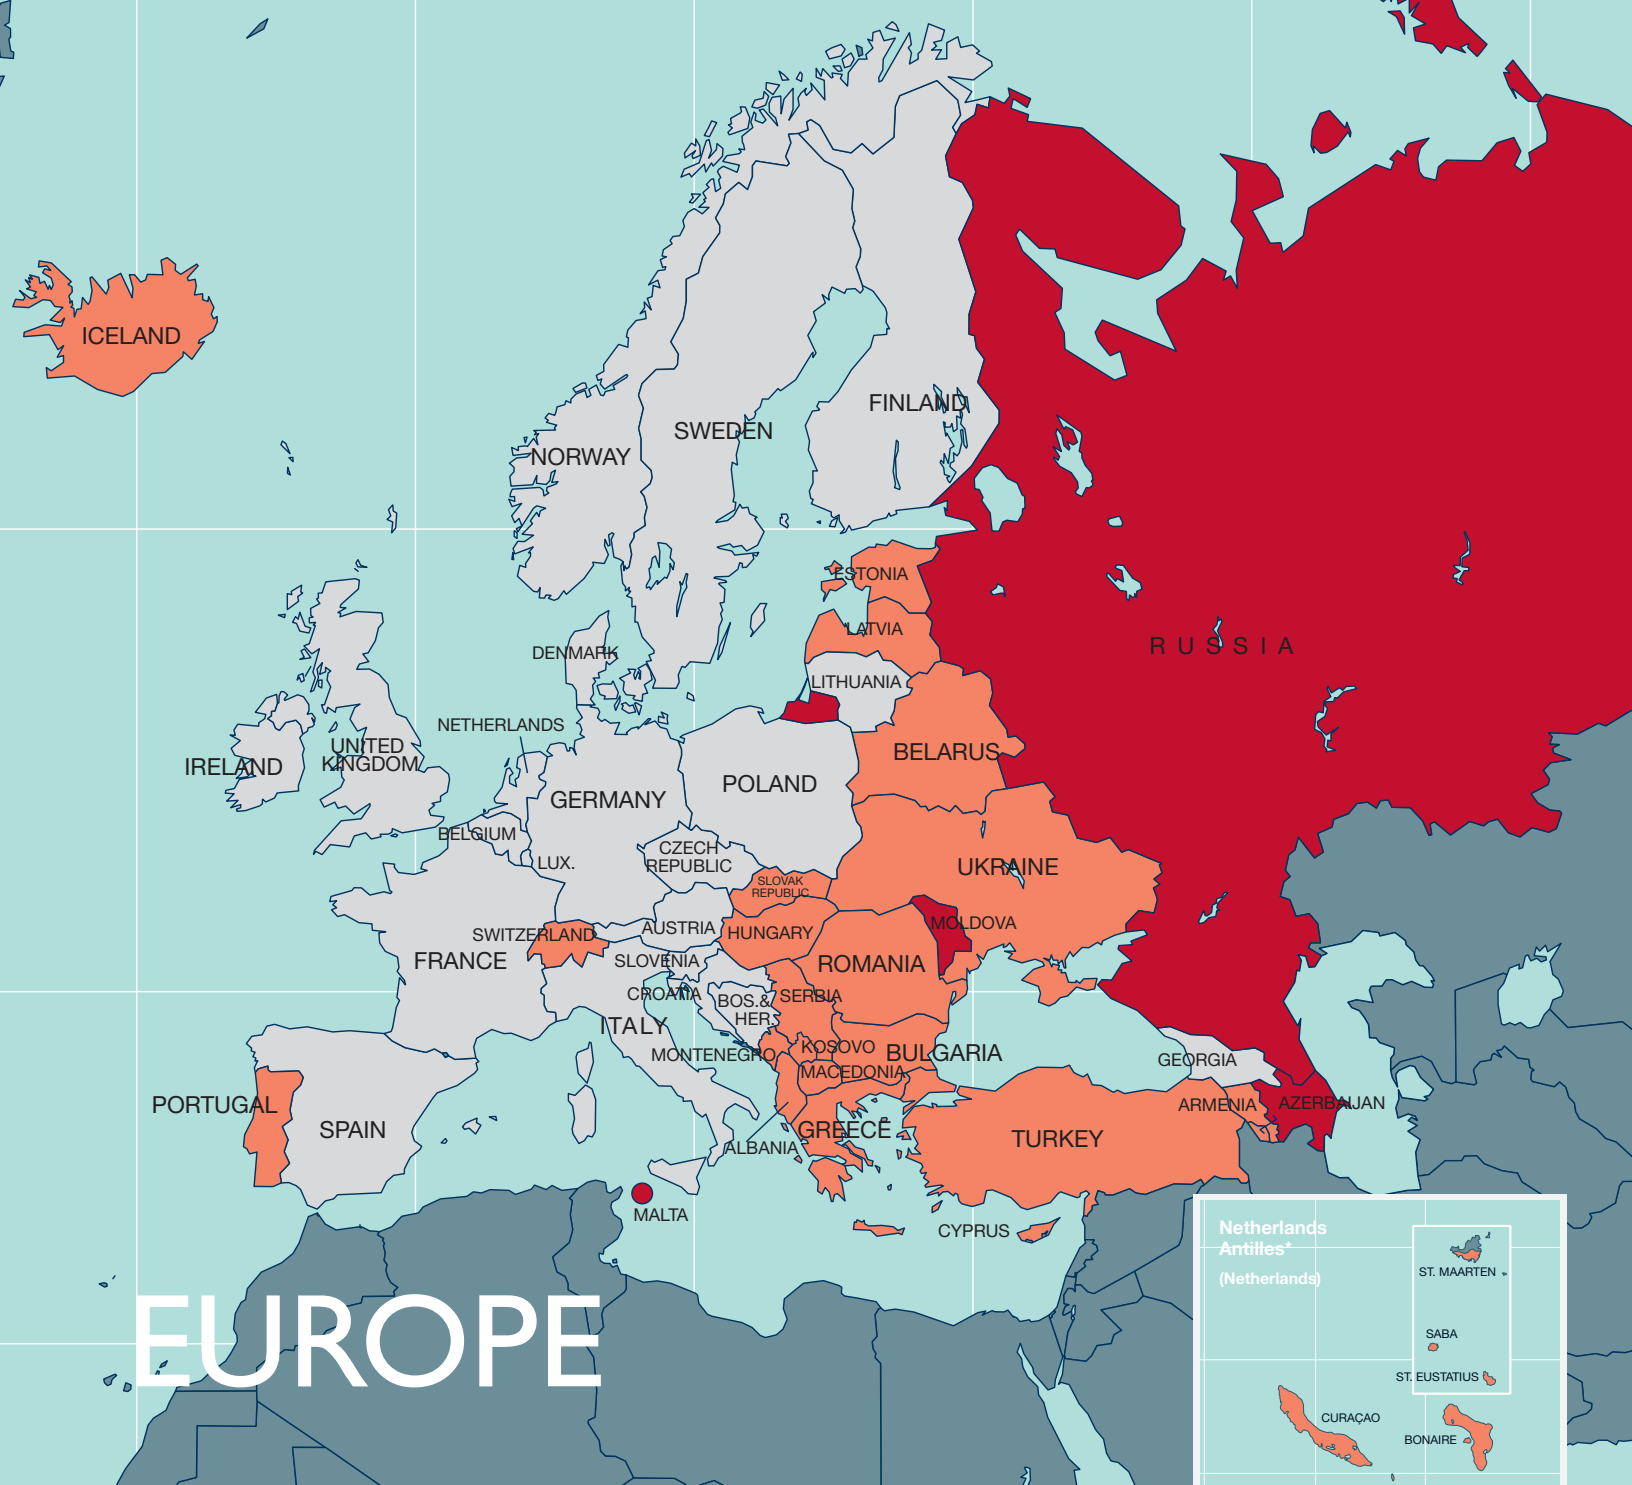 ICELAND
FINLAND
SWEDEN
NORWAY
ESTONIA
LATVIA
RUSSIA
DENMARK
LITHUANIA
NETHERLANDS
UNITED
KINGDOM
IRELAND
BELARUS
POLAND
GERMANY
BELGIUM
CZECH
REPUBLIC
LUX.
UKRAINE
SLOVAK
REPUBLIC
MOLDOVA
AUSTRIA
HUNGARY
SWITZERLAND
FRANCE
SLOVENIA
ROMANIA
CROATIA
BOS.&
HER.
SERBIA
ITALY
MONTENEGRO
KOSOVO
BULGARIA
GEORGIA
MACEDONIA
PORTUGAL
ARMENIA
AZERBAIJAN
SPAIN
GREECE
TURKEY
ALBANIA
MALTA
CYPRUS
EUROPE
Netherlands
Antilles*
(Netherlands)
ST. MAARTEN
SABA
ST. EUSTATIUS
CURAÇAO
BONAIRE